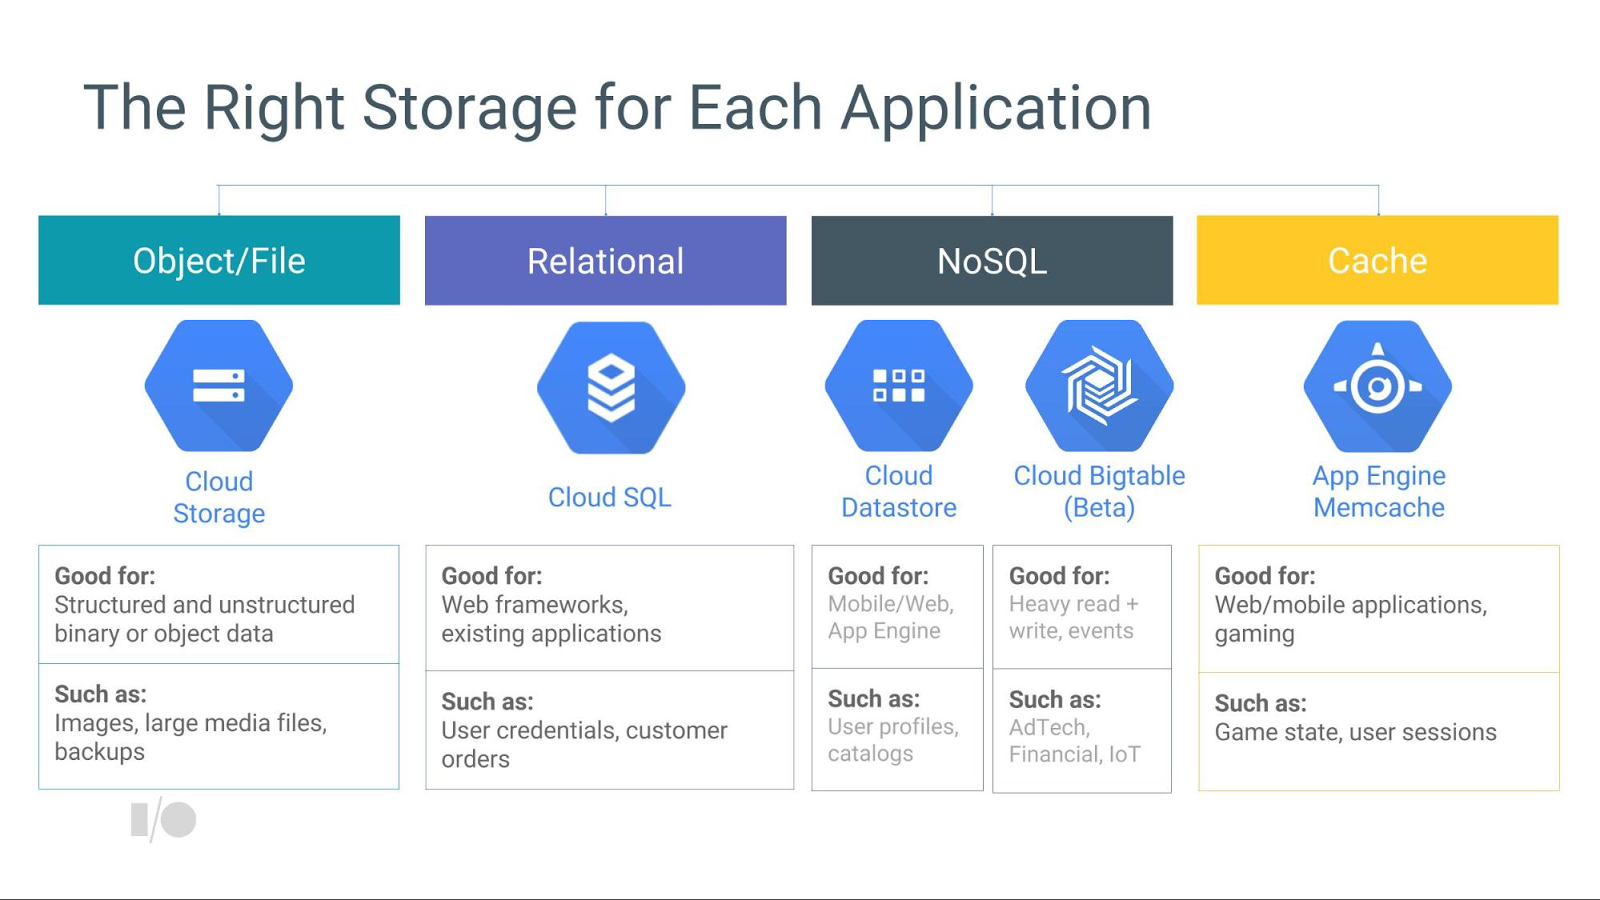 The Right Storage for Each Application
Object/File
Relational
NoSQL
Cache
Cloud
Storage
Cloud SQL
Cloud
Datastore
Cloud Bigtable
(Beta)
App Engine
Memcache
Good for:
Structured and unstructured
binary or object data
Such as:
Images, large media files,
backups
Good for:
Web frameworks,
existing applications
Such as:
User credentials, customer
orders
Good for:
Mobile/Web,
App Engine
Such as:
User profiles,
catalogs
Good for:
Heavy read +
write, events
Such as:
AdTech,
Financial, IoT
Good for:
Web/mobile applications,
gaming
Such as:
Game state, user sessions
I/O